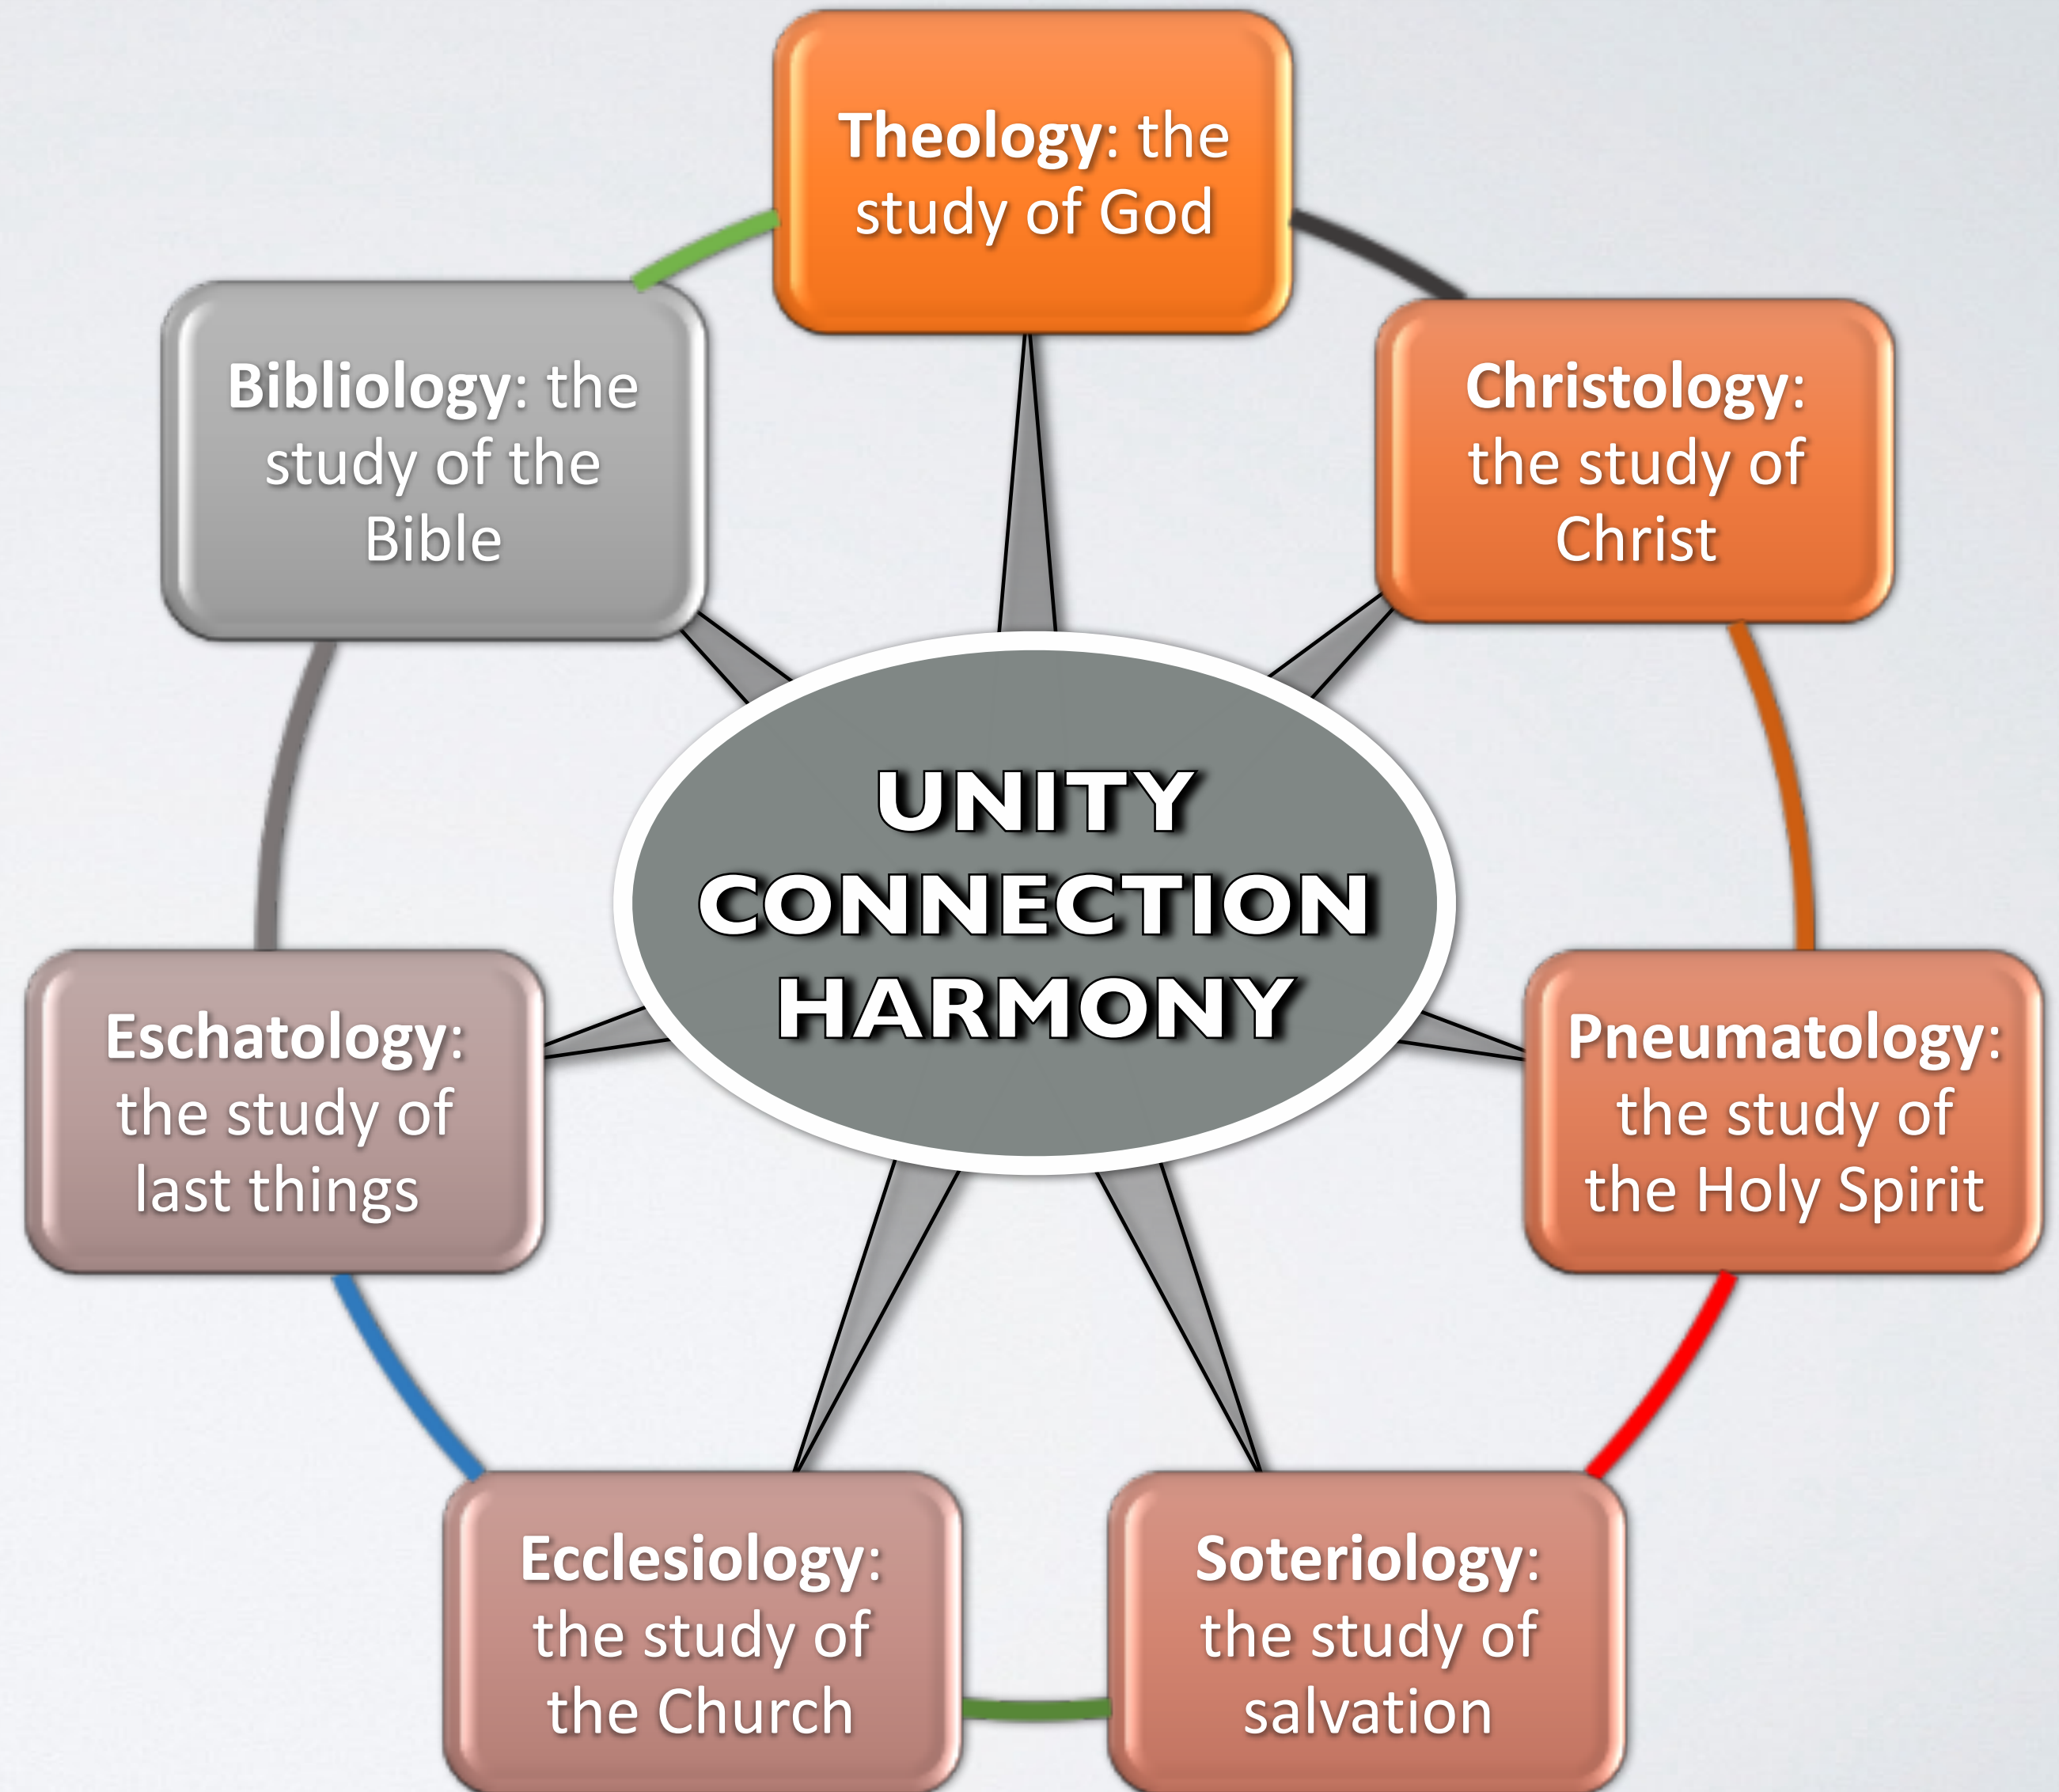 Theology: the
study of God
Christology:
the study of
Christ
Pneumatology:
the study of
the Holy Spirit
Soteriology:
the study of
salvation
Ecclesiology:
the study of
the Church
Eschatology:
the study of
last things
Bibliology: the
study of the
Bible
UNITY
CONNECTION
HARMONY